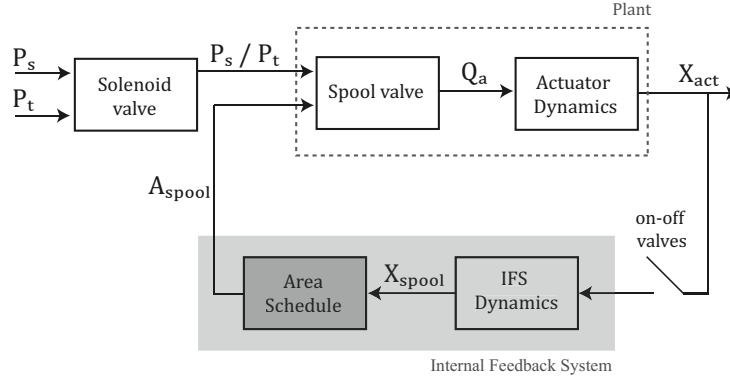 Plant
P_s
P_t
Solenoid
valve
P_s / P_t
Spool valve
Q_a
Actuator
Dynamics
X_act
A_spool
on-off
valves
Area
Schedule
X_spool
IFS
Dynamics
Internal Feedback System